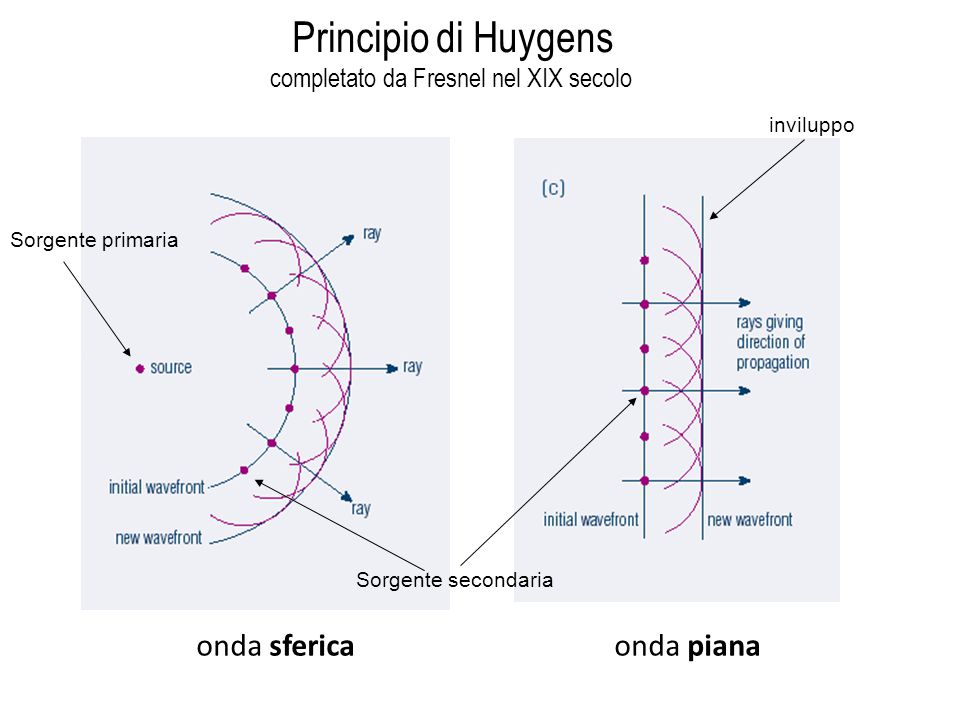 Principio di Huygens
completato da Fresnel nel XIX secolo
inviluppo
Sorgente primaria
ray
source
ray
initial wavefront
ray
new wavefront
(c)
rays giving
direction of
propagation
initial wavefront
new wavefront
Sorgente secondaria
onda sferica
onda piana